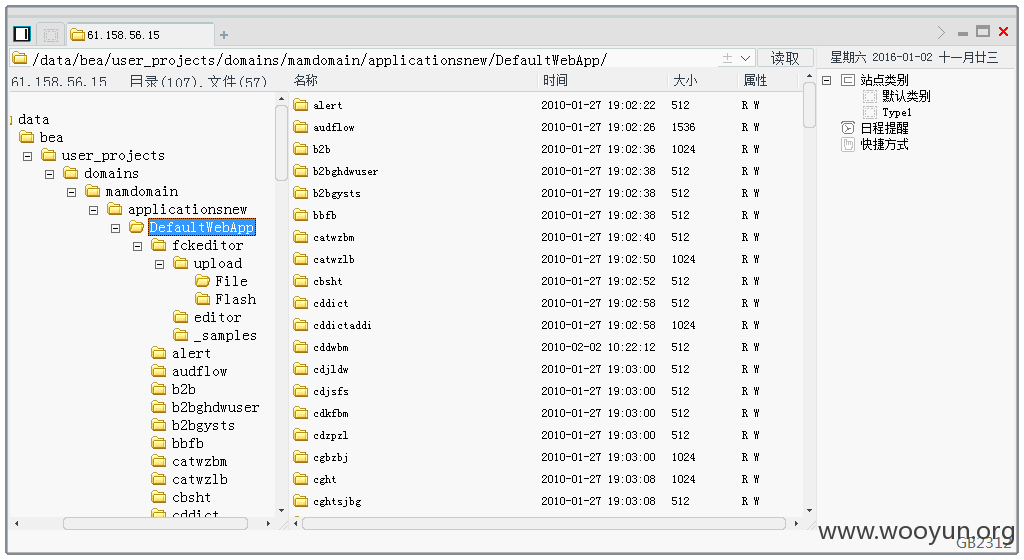 61.158.56.15
/data/bea/user_projects/domains/mamdomain/applicationsnew/DefaultWebApp/
读取
星期六 2016-01-02 十一月廿三
61.158.56.15 目录(107),文件(57)
名称 时间 大小 属性
data
bea
user_projects
domains
mamdomain
applicationsnew
DefaultWebApp
fckeditor
upload
File
Flash
editor
_samples
alert
audflow
b2b
b2bghdwuser
b2bgysts
bbfb
catwzbm
catwzlb
cbsht
cddict
alert 2010-01-27 19:02:22 512 R W
audflow 2010-01-27 19:02:26 1536 R W
b2b 2010-01-27 19:02:36 1024 R W
b2bghdwuser 2010-01-27 19:02:38 512 R W
b2bgysts 2010-01-27 19:02:38 512 R W
bbfb 2010-01-27 19:02:38 512 R W
catwzbm 2010-01-27 19:02:40 512 R W
catwzlb 2010-01-27 19:02:50 1024 R W
cbsht 2010-01-27 19:02:52 512 R W
cddict 2010-01-27 19:02:58 512 R W
cddictaddi 2010-01-27 19:02:58 1024 R W
cddwbm 2010-02-02 10:22:12 512 R W
cdjldw 2010-01-27 19:03:00 512 R W
cdjsfs 2010-01-27 19:03:00 512 R W
cdkfbm 2010-01-27 19:03:00 512 R W
cdzpzl 2010-01-27 19:03:00 512 R W
cgbzbj 2010-01-27 19:03:00 1024 R W
cght 2010-01-27 19:03:08 1024 R W
cghtsjbg 2010-01-27 19:03:08 512 R W
站点类别
默认类别
Type1
日程提醒
快捷方式
www.wooyun.org
GB2312